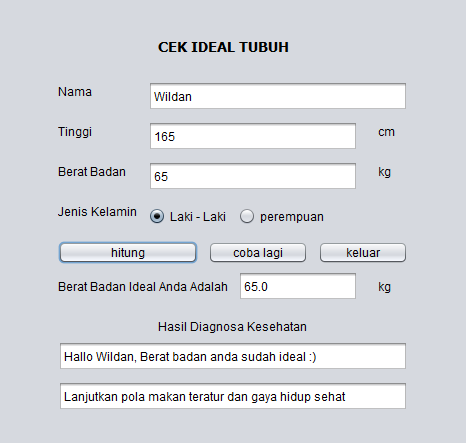 CEK IDEAL TUBUH
Nama Wildan
Tinggi 165 cm
Berat Badan 65 kg
Jenis Kelamin Laki - Laki perempuan
hitung coba lagi keluar
Berat Badan Ideal Anda Adalah 65.0 kg
Hasil Diagnosa Kesehatan
Hallo Wildan, Berat badan anda sudah ideal :)
Lanjutkan pola makan teratur dan gaya hidup sehat